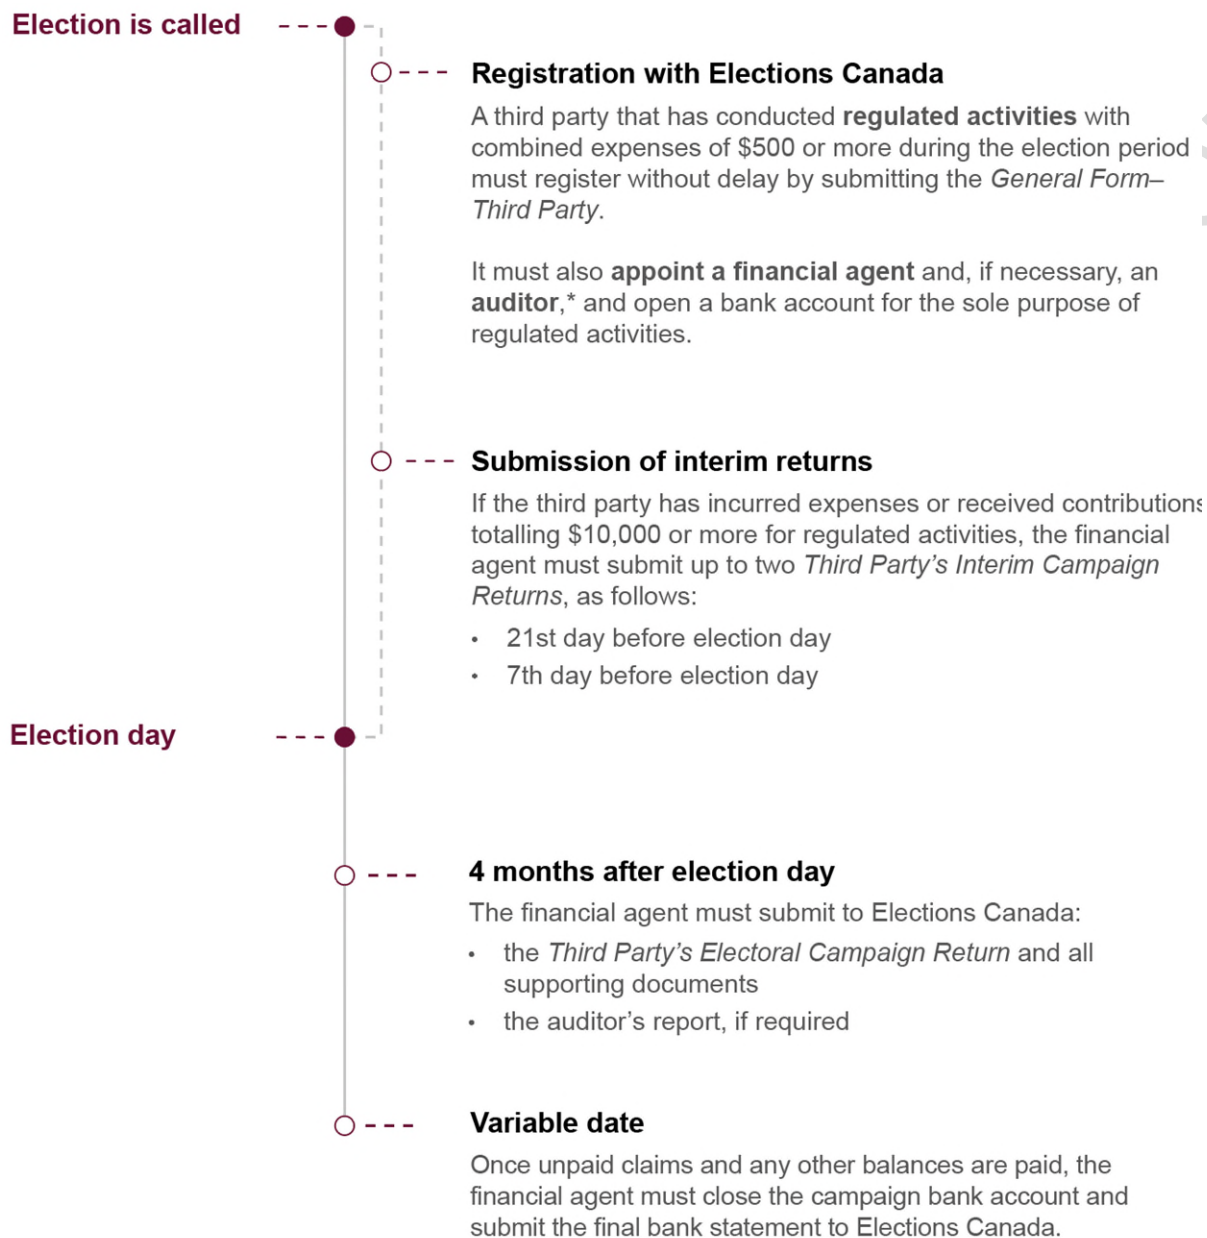 Election is called
Registration with Elections Canada
A third party that has conducted regulated activities with
combined expenses of $500 or more during the election period
must register without delay by submitting the General Form–
Third Party.
It must also appoint a financial agent and, if necessary, an
auditor,* and open a bank account for the sole purpose of
regulated activities.
Submission of interim returns
If the third party has incurred expenses or received contributions
totalling $10,000 or more for regulated activities, the financial
agent must submit up to two Third Party’s Interim Campaign
Returns, as follows:
• 21st day before election day
• 7th day before election day
Election day
4 months after election day
The financial agent must submit to Elections Canada:
• the Third Party’s Electoral Campaign Return and all
supporting documents
• the auditor’s report, if required
Variable date
Once unpaid claims and any other balances are paid, the
financial agent must close the campaign bank account and
submit the final bank statement to Elections Canada.